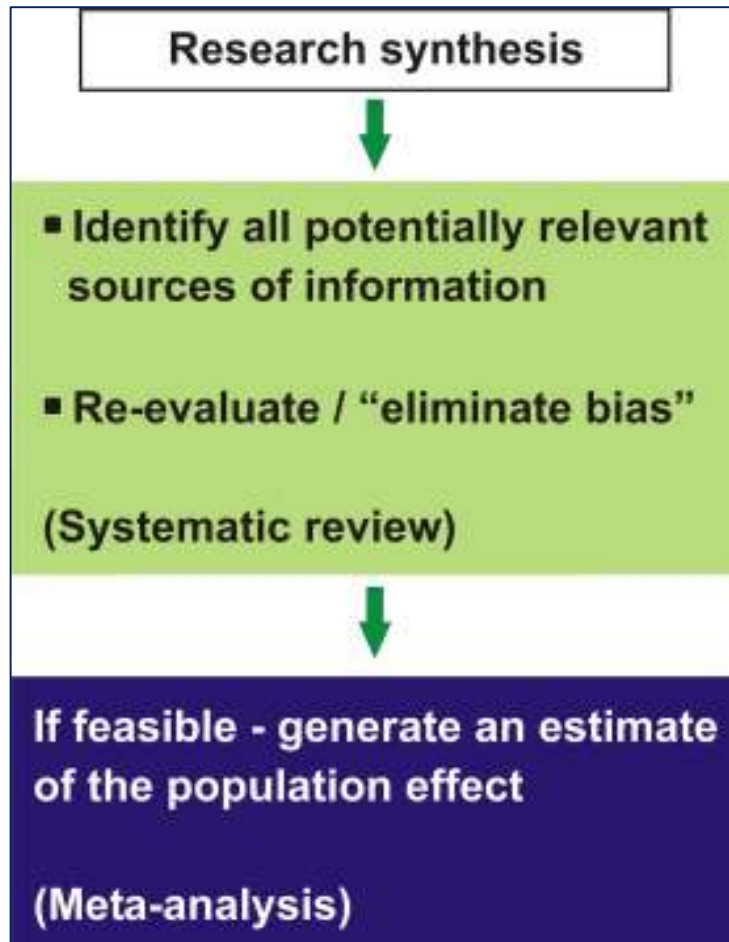 Research synthesis
▪ Identify all potentially relevant
sources of information
▪ Re-evaluate / “eliminate bias”
(Systematic review)
If feasible - generate an estimate
of the population effect
(Meta-analysis)